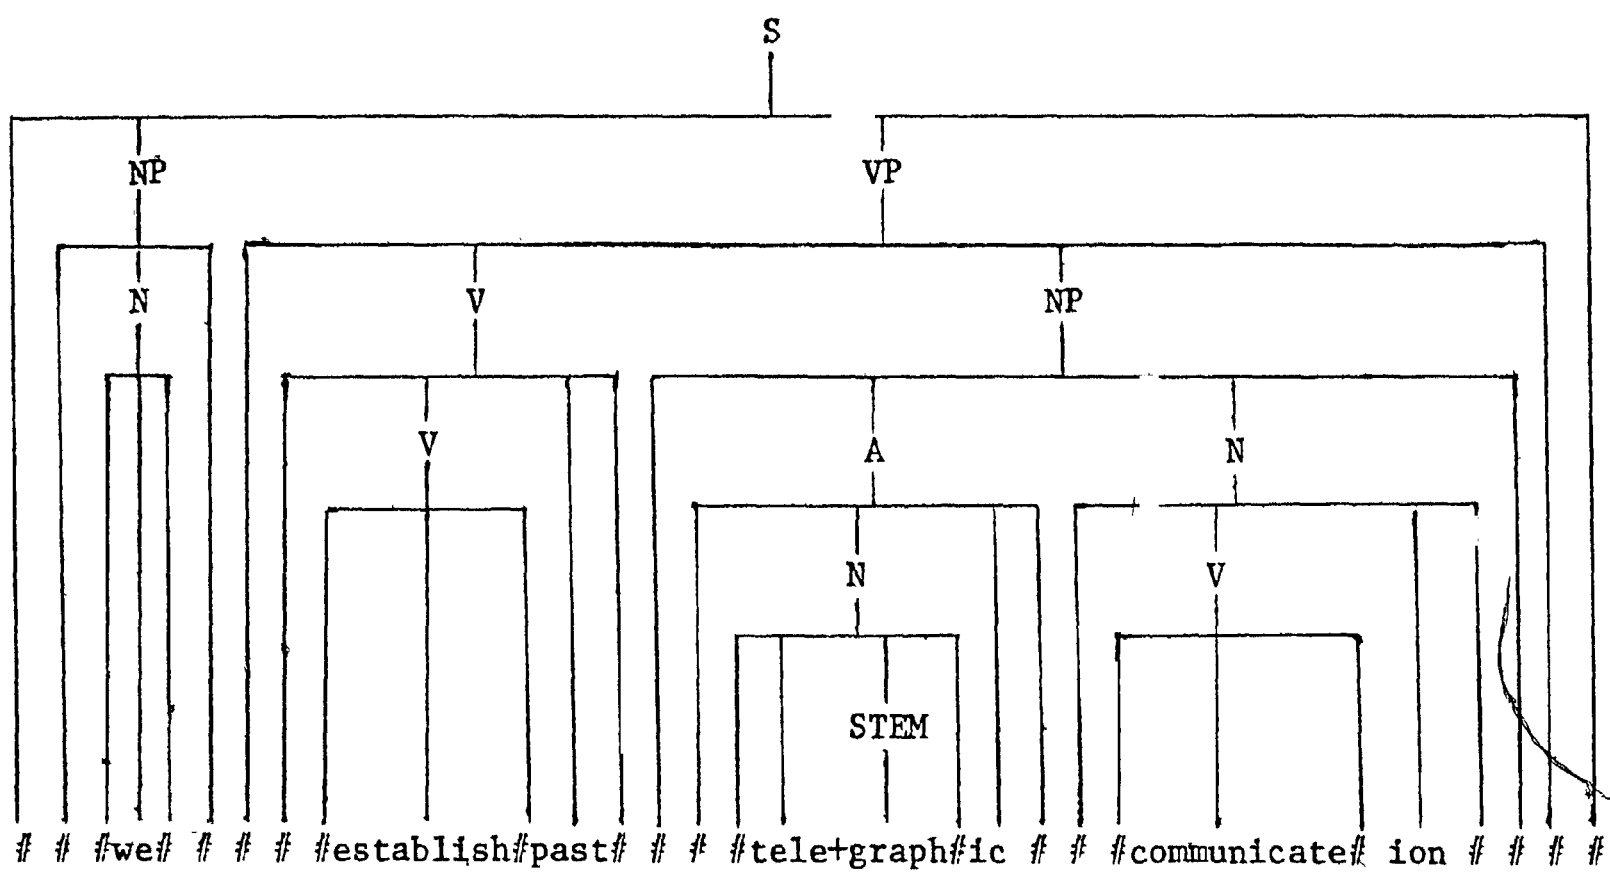 S
NP VP
N V NP
V A N
N V
STEM
# # #we# # # # #establish#past# # # #tele+graph#ic # # #communicate# ion # # # #